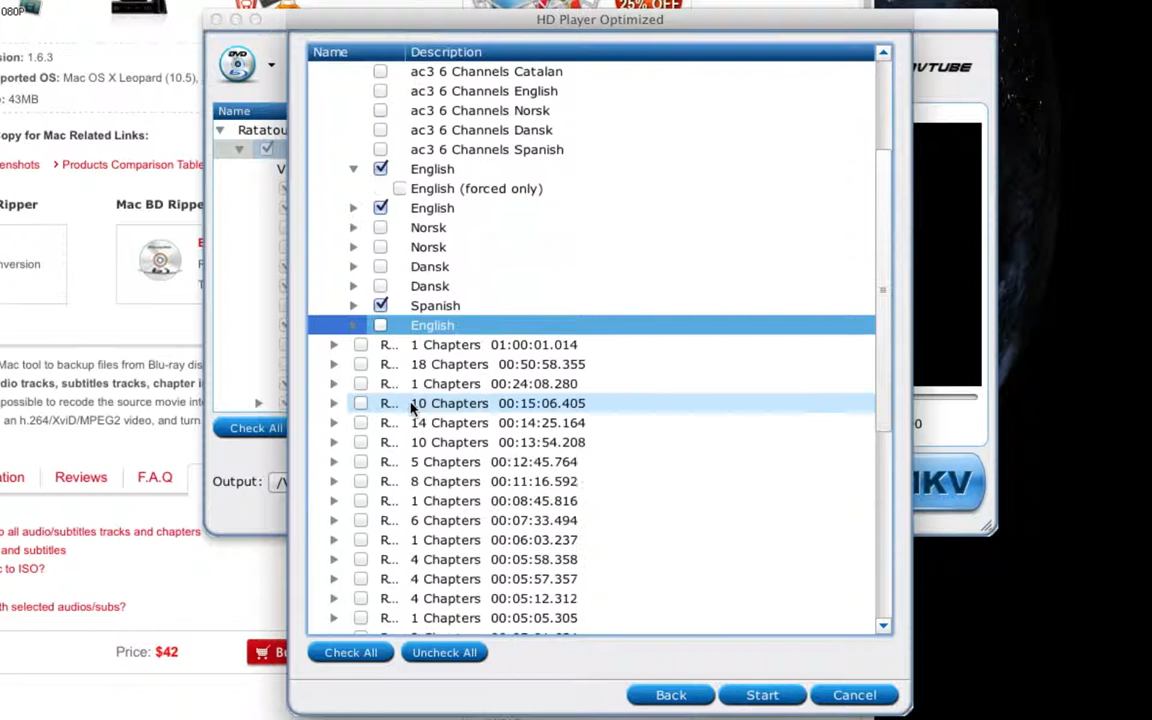 080P
25% OFF
HD Player Optimized
sion: 1.6.3
ported OS: Mac OS X Leopard (10.5),
: 43MB
opy for Mac Related Links:
enshots > Products Comparison Table
Ripper
Mac BD Rippe
nversion
Mac tool to backup files from Blu-ray dis
dio tracks, subtitles tracks, chapter i
possible to recode the source movie into
an h.264/XviD/MPEG2 video, and turn
ation Reviews F.A.Q
o all audio/subtitles tracks and chapters
and subtitles
c to ISO?
ith selected audios/subs?
Price: $42
Bu
DVD
VTUBE
Name
Ratatou
V
Check All
Output: /V
0
MKV
Name Description
ac3 6 Channels Catalan
ac3 6 Channels English
ac3 6 Channels Norsk
ac3 6 Channels Dansk
ac3 6 Channels Spanish
English
English (forced only)
English
Norsk
Norsk
Dansk
Dansk
Spanish
English
R... 1 Chapters 01:00:01.014
R... 18 Chapters 00:50:58.355
R... 1 Chapters 00:24:08.280
R... 10 Chapters 00:15:06.405
R... 14 Chapters 00:14:25.164
R... 10 Chapters 00:13:54.208
R... 5 Chapters 00:12:45.764
R... 8 Chapters 00:11:16.592
R... 1 Chapters 00:08:45.816
R... 6 Chapters 00:07:33.494
R... 1 Chapters 00:06:03.237
R... 4 Chapters 00:05:58.358
R... 4 Chapters 00:05:57.357
R... 4 Chapters 00:05:12.312
R... 1 Chapters 00:05:05.305
Check All Uncheck All
Back Start Cancel